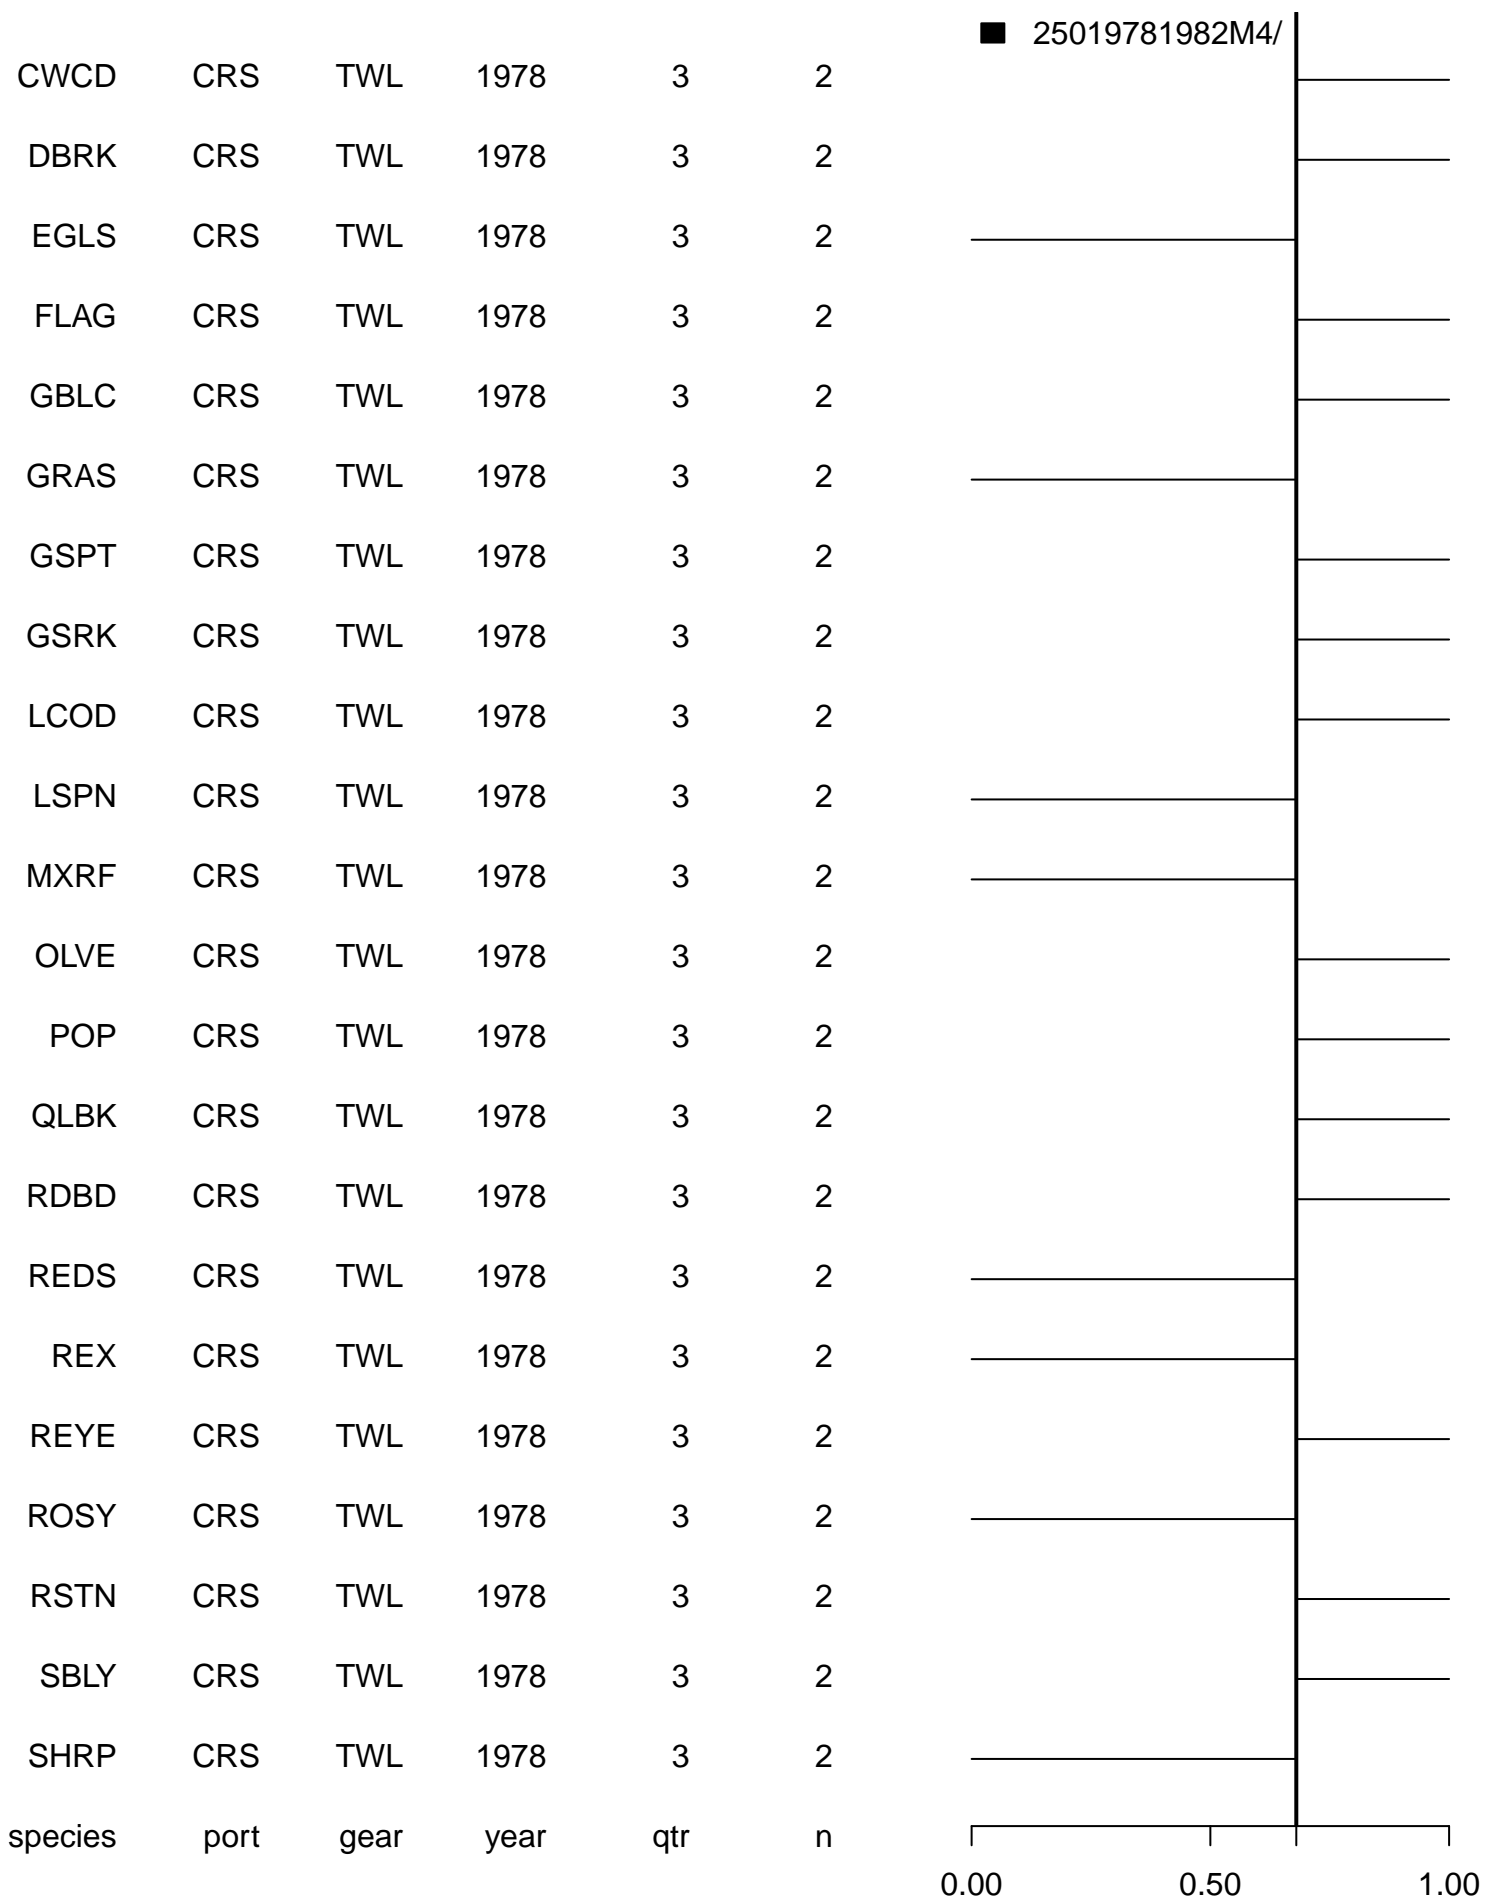 25019781982M4/
CWCD CRS TWL 1978 3 2
DBRK CRS TWL 1978 3 2
EGLS CRS TWL 1978 3 2
FLAG CRS TWL 1978 3 2
GBLC CRS TWL 1978 3 2
GRAS CRS TWL 1978 3 2
GSPT CRS TWL 1978 3 2
GSRK CRS TWL 1978 3 2
LCOD CRS TWL 1978 3 2
LSPN CRS TWL 1978 3 2
MXRF CRS TWL 1978 3 2
OLVE CRS TWL 1978 3 2
POP CRS TWL 1978 3 2
QLBK CRS TWL 1978 3 2
RDBD CRS TWL 1978 3 2
REDS CRS TWL 1978 3 2
REX CRS TWL 1978 3 2
REYE CRS TWL 1978 3 2
ROSY CRS TWL 1978 3 2
RSTN CRS TWL 1978 3 2
SBLY CRS TWL 1978 3 2
SHRP CRS TWL 1978 3 2
species port gear year qtr n
0.00 0.50 1.00